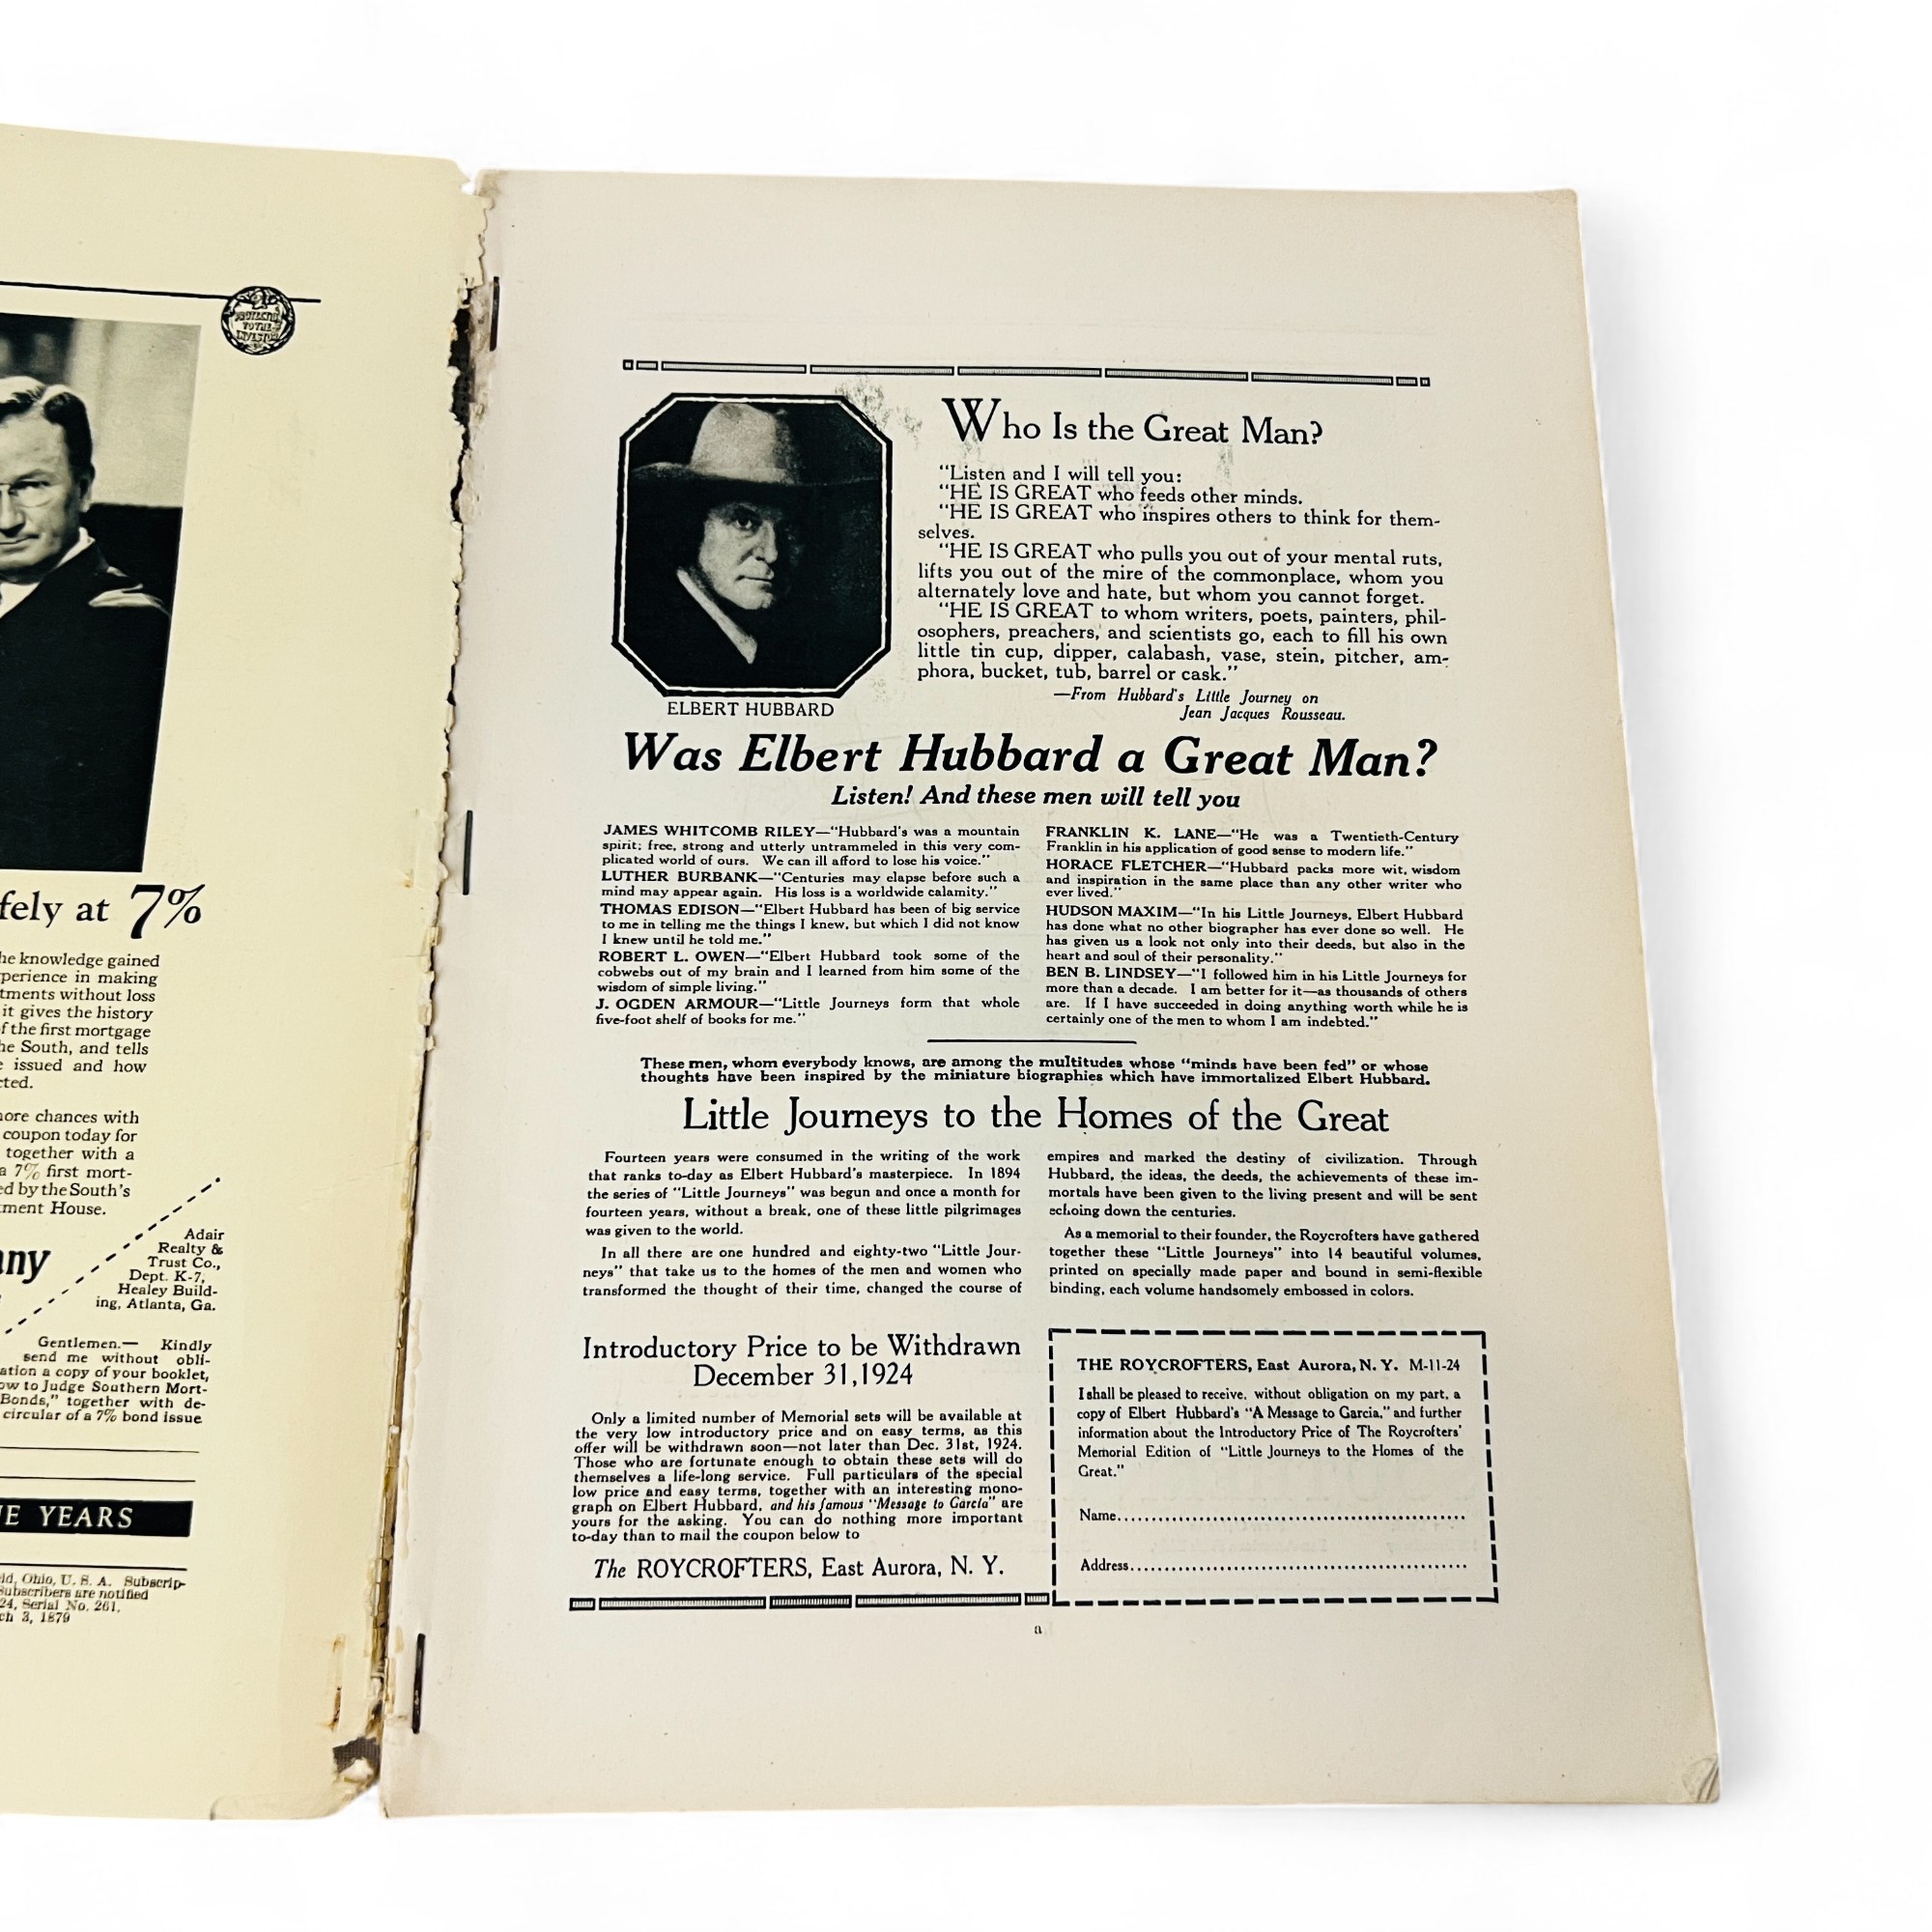 PROTECTION
TO THE
INVESTOR
fely at 7%
he knowledge gained
perience in making
tments without loss
it gives the history
of the first mortgage
he South, and tells
e issued and how
cted.
nore chances with
coupon today for
together with a
a 7% first mort-
ed by the South's
tment House.
any
Adair
Realty &
Trust Co.,
Dept. K-7,
Healey Build-
ing, Atlanta, Ga.
Gentlemen.— Kindly
send me without obli-
ation a copy of your booklet,
ow to Judge Southern Mort-
Bonds," together with de-
circular of a 7% bond issue
E YEARS
ld, Ohio, U. S. A. Subscrip-
Subscribers are notified
24, Serial No. 261.
ch 3, 1879
Who Is the Great Man?
"Listen and I will tell you:
"HE IS GREAT who feeds other minds.
"HE IS GREAT who inspires others to think for them-
selves.
"HE IS GREAT who pulls you out of your mental ruts,
lifts you out of the mire of the commonplace, whom you
alternately love and hate, but whom you cannot forget.
"HE IS GREAT to whom writers, poets, painters, phil-
osophers, preachers, and scientists go, each to fill his own
little tin cup, dipper, calabash, vase, stein, pitcher, am-
phora, bucket, tub, barrel or cask."
—From Hubbard's Little Journey on
Jean Jacques Rousseau.
ELBERT HUBBARD
Was Elbert Hubbard a Great Man?
Listen! And these men will tell you
JAMES WHITCOMB RILEY—"Hubbard's was a mountain
spirit; free, strong and utterly untrammeled in this very com-
plicated world of ours. We can ill afford to lose his voice."
LUTHER BURBANK—"Centuries may elapse before such a
mind may appear again. His loss is a worldwide calamity."
THOMAS EDISON—"Elbert Hubbard has been of big service
to me in telling me the things I knew, but which I did not know
I knew until he told me."
ROBERT L. OWEN—"Elbert Hubbard took some of the
cobwebs out of my brain and I learned from him some of the
wisdom of simple living."
J. OGDEN ARMOUR—"Little Journeys form that whole
five-foot shelf of books for me."
FRANKLIN K. LANE—"He was a Twentieth-Century
Franklin in his application of good sense to modern life."
HORACE FLETCHER—"Hubbard packs more wit, wisdom
and inspiration in the same place than any other writer who
ever lived."
HUDSON MAXIM—"In his Little Journeys, Elbert Hubbard
has done what no other biographer has ever done so well. He
has given us a look not only into their deeds, but also in the
heart and soul of their personality."
BEN B. LINDSEY—"I followed him in his Little Journeys for
more than a decade. I am better for it—as thousands of others
are. If I have succeeded in doing anything worth while he is
certainly one of the men to whom I am indebted."
These men, whom everybody knows, are among the multitudes whose "minds have been fed" or whose
thoughts have been inspired by the miniature biographies which have immortalized Elbert Hubbard.
Little Journeys to the Homes of the Great
Fourteen years were consumed in the writing of the work
that ranks to-day as Elbert Hubbard's masterpiece. In 1894
the series of "Little Journeys" was begun and once a month for
fourteen years, without a break, one of these little pilgrimages
was given to the world.
In all there are one hundred and eighty-two "Little Jour-
neys" that take us to the homes of the men and women who
transformed the thought of their time, changed the course of
empires and marked the destiny of civilization. Through
Hubbard, the ideas, the deeds, the achievements of these im-
mortals have been given to the living present and will be sent
echoing down the centuries.
As a memorial to their founder, the Roycrofters have gathered
together these "Little Journeys" into 14 beautiful volumes,
printed on specially made paper and bound in semi-flexible
binding, each volume handsomely embossed in colors.
Introductory Price to be Withdrawn
December 31, 1924
Only a limited number of Memorial sets will be available at
the very low introductory price and on easy terms, as this
offer will be withdrawn soon—not later than Dec. 31st, 1924.
Those who are fortunate enough to obtain these sets will do
themselves a life-long service. Full particulars of the special
low price and easy terms, together with an interesting mono-
graph on Elbert Hubbard, and his famous "Message to Garcia" are
yours for the asking. You can do nothing more important
to-day than to mail the coupon below to
The ROYCROFTERS, East Aurora, N. Y.
THE ROYCROFTERS, East Aurora, N. Y. M-11-24
I shall be pleased to receive, without obligation on my part, a
copy of Elbert Hubbard's "A Message to Garcia," and further
information about the Introductory Price of The Roycrofters'
Memorial Edition of "Little Journeys to the Homes of the
Great."
Name
Address
a